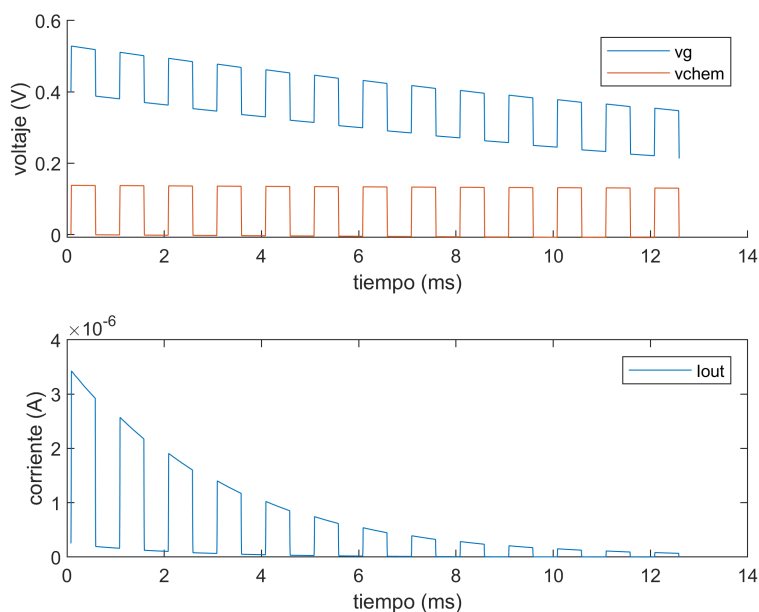 0.6
0.4
0.2
0
voltaje (V)
vg
vchem
0 2 4 6 8 10 12 14
tiempo (ms)
×10-6
4
3
2
1
0
corriente (A)
Iout
0 2 4 6 8 10 12 14
tiempo (ms)